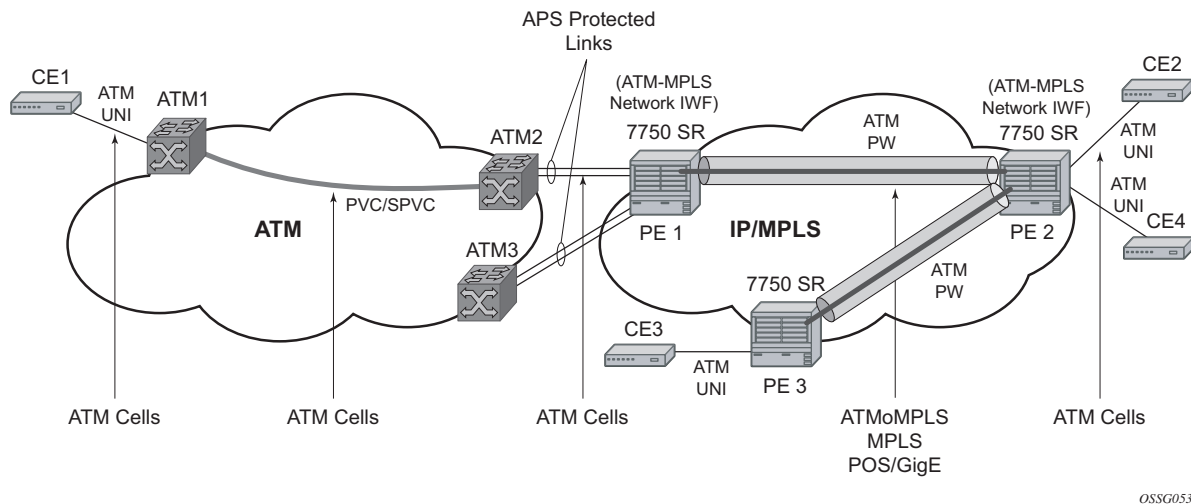 APS Protected
Links
CE1
ATM
UNI
ATM1
ATM2
(ATM-MPLS
Network IWF)
7750 SR
(ATM-MPLS
Network IWF)
7750 SR
CE2
ATM
UNI
ATM
PW
ATM
UNI
PVC/SPVC
ATM
PE 1
IP/MPLS
PE 2
CE4
ATM3
ATM
PW
7750 SR
CE3
ATM
UNI
PE 3
ATM Cells
ATM Cells
ATM Cells
ATMoMPLS
MPLS
POS/GigE
ATM Cells
OSSG053